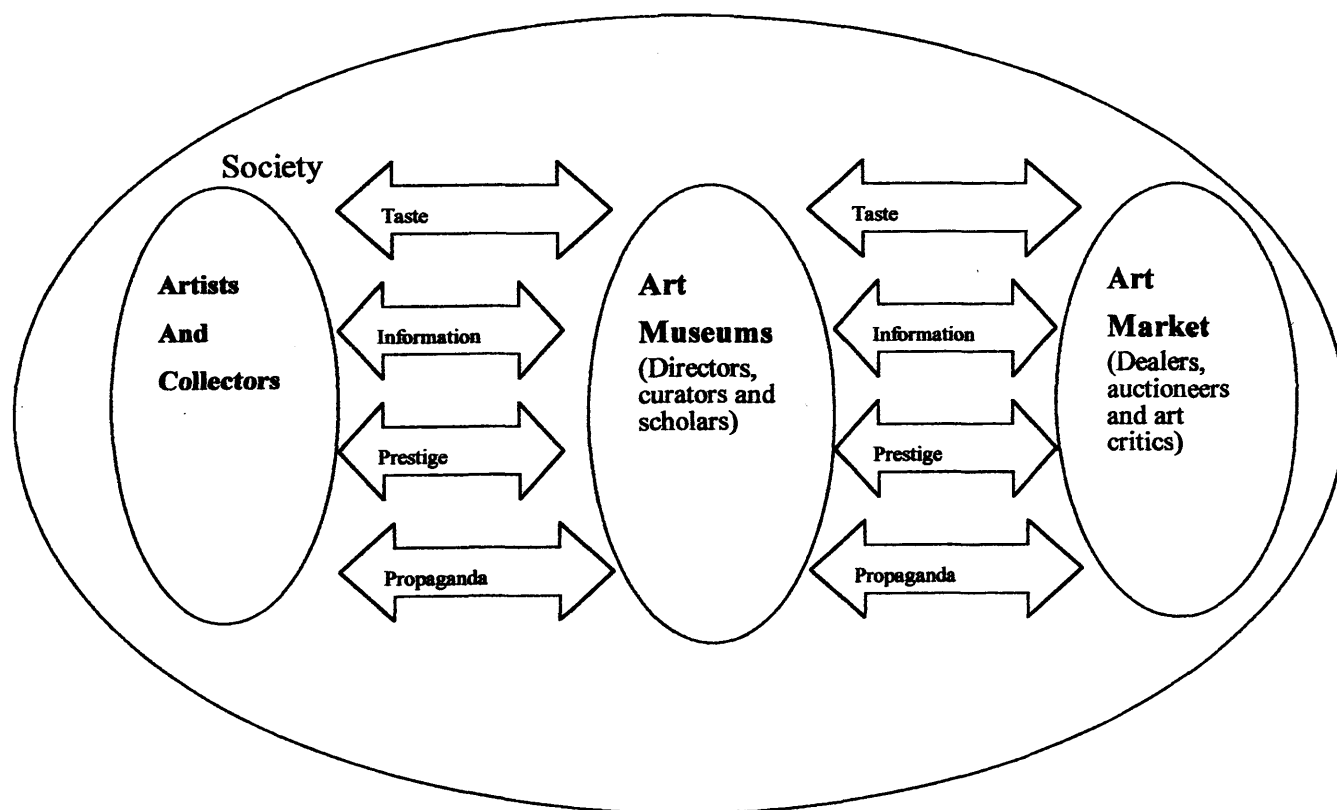 Society
Taste
Taste
Artists
And
Collectors
Information
Prestige
Propaganda
Art
Museums
(Directors,
curators and
scholars)
Information
Prestige
Propaganda
Art
Market
(Dealers,
auctioneers
and art
critics)